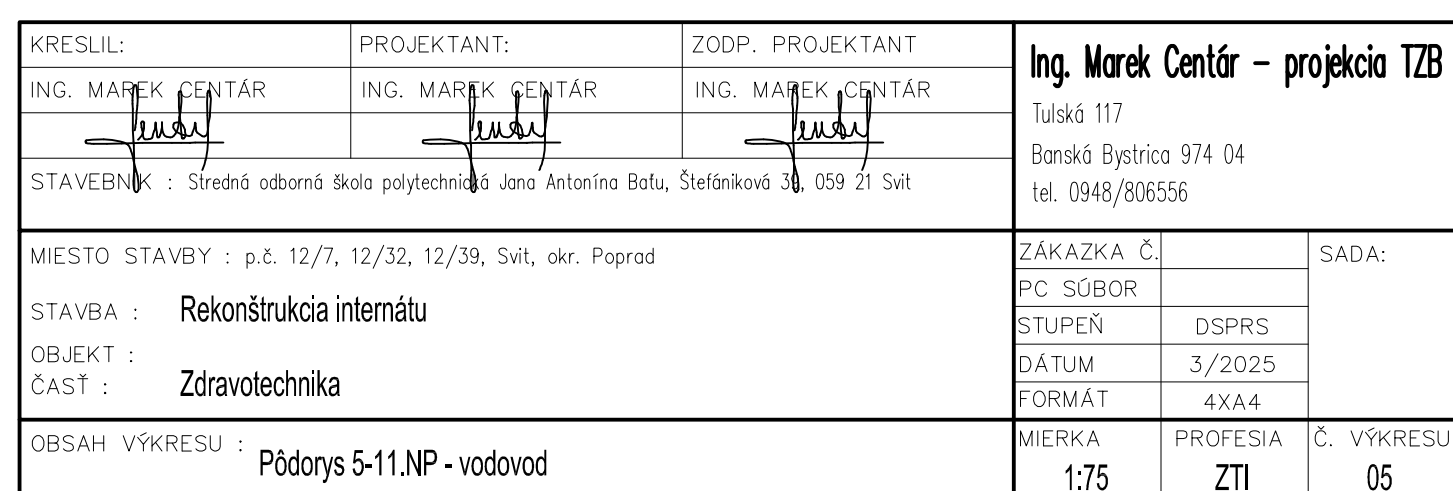 KRESLIL: PROJEKTANT: ZODP. PROJEKTANT
ING. MAREK CENTÁR ING. MAREK CENTÁR ING. MAREK CENTÁR
STAVEBNÍK : Stredná odborná škola polytechnická Jana Antonína Baťu, Štefániková 39, 059 21 Svit
Ing. Marek Centár – projekcia TZB
Tulská 117
Banská Bystrica 974 04
tel. 0948/806556
MIESTO STAVBY : p.č. 12/7, 12/32, 12/39, Svit, okr. Poprad
STAVBA : Rekonštrukcia internátu
OBJEKT :
ČASŤ : Zdravotechnika
ZÁKAZKA Č. SADA:
PC SÚBOR
STUPEŇ DSPRS
DÁTUM 3/2025
FORMÁT 4XA4
OBSAH VÝKRESU : Pôdorys 5-11.NP - vodovod
MIERKA PROFESIA Č. VÝKRESU
1:75 ZTI 05